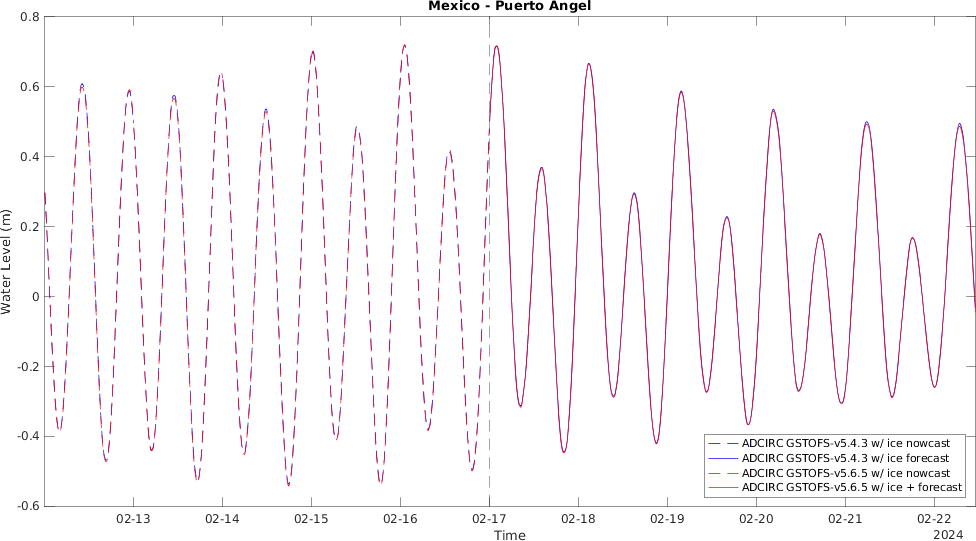 Mexico - Puerto Angel
0.8
0.6
0.4
0.2
0
-0.2
-0.4
-0.6
Water Level (m)
ADCIRC GSTOFS-v5.4.3 w/ ice nowcast
ADCIRC GSTOFS-v5.4.3 w/ ice forecast
ADCIRC GSTOFS-v5.6.5 w/ ice nowcast
ADCIRC GSTOFS-v5.6.5 w/ ice + forecast
02-13 02-14 02-15 02-16 02-17 02-18 02-19 02-20 02-21 02-22
Time
2024